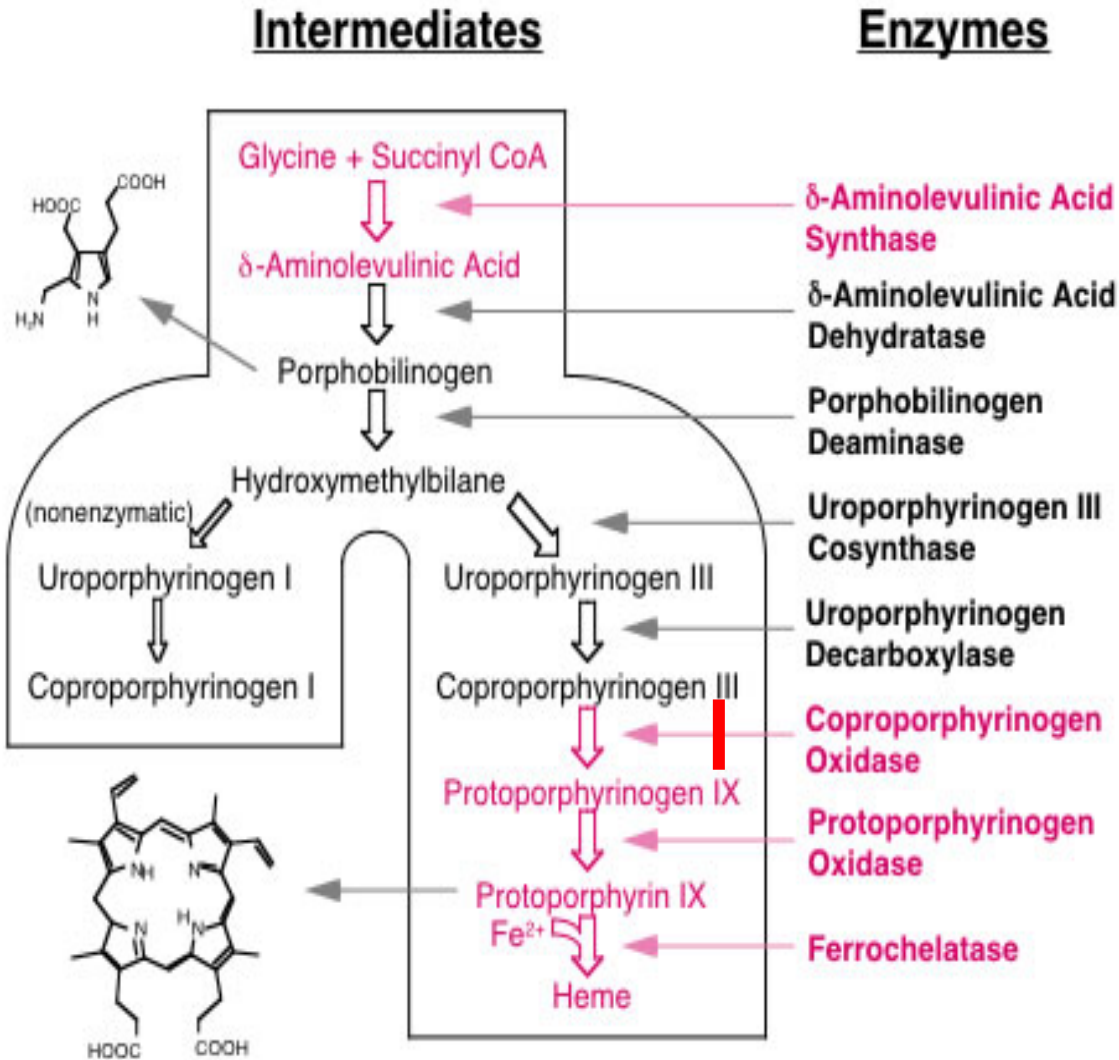 Intermediates
Enzymes
Glycine + Succinyl CoA
COOH
HOOC
N
H
H₂N
δ-Aminolevulinic Acid
Synthase
δ-Aminolevulinic Acid
δ-Aminolevulinic Acid
Dehydratase
Porphobilinogen
Porphobilinogen
Deaminase
Hydroxymethylbilane
(nonenzymatic)
Uroporphyrinogen III
Cosynthase
Uroporphyrinogen I
Uroporphyrinogen III
Uroporphyrinogen
Decarboxylase
Coproporphyrinogen I
Coproporphyrinogen III
Coproporphyrinogen
Oxidase
Protoporphyrinogen IX
Protoporphyrinogen
Oxidase
NH
N
N
H
N
Protoporphyrin IX
Fe²⁺
Ferrochelatase
Heme
HOOC
COOH